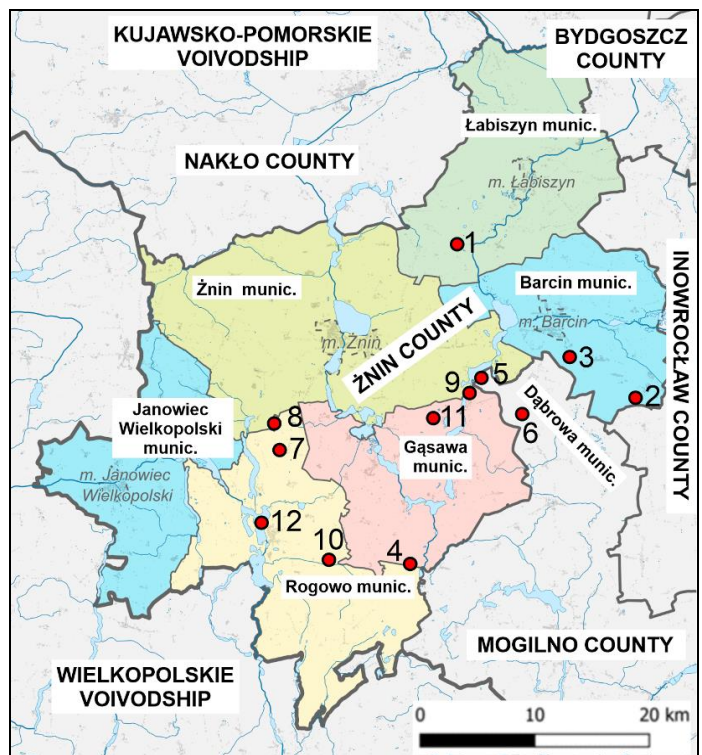 KUJAWSKO-POMORSKIE
VOIVODSHIP
BYDGOSZCZ
COUNTY
Łabiszyn munic.
NAKŁO COUNTY
m. Łabiszyn
1
INOWROCŁAW COUNTY
Żnin munic.
Barcin munic.
m. Barcin
m. Żnin
ŻNIN COUNTY
3
5
9
2
Dąbrowa munic.
Janowiec
Wielkopolski
munic.
8
11
6
7
Gąsawa
munic.
m. Janowiec
Wielkopolski
12
10
4
Rogowo munic.
MOGILNO COUNTY
WIELKOPOLSKIE
VOIVODSHIP
0 10 20 km